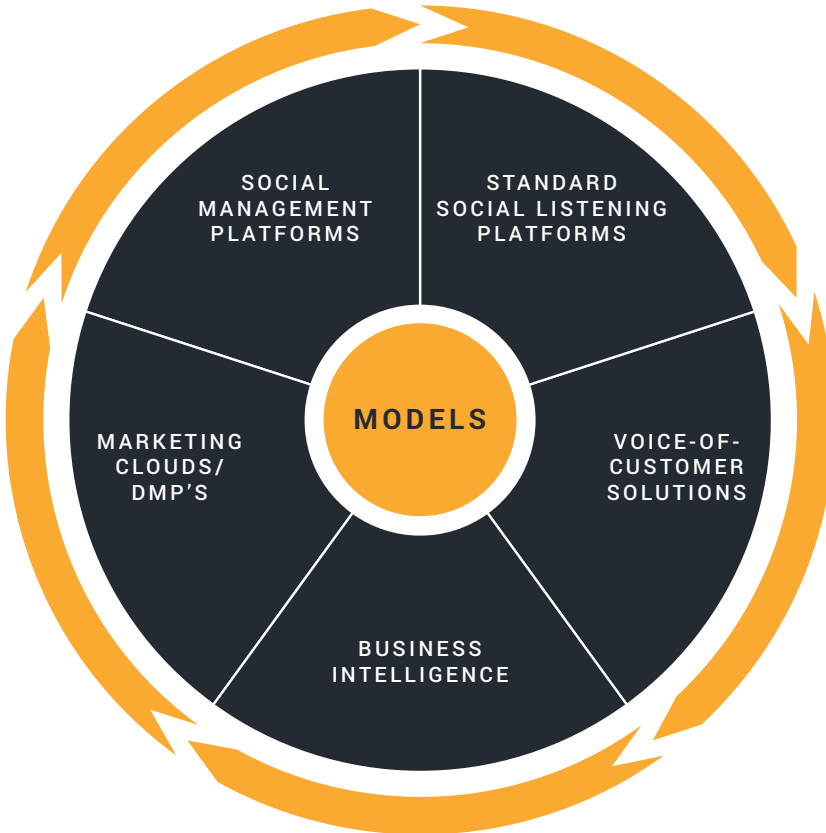 SOCIAL
MANAGEMENT
PLATFORMS
STANDARD
SOCIAL LISTENING
PLATFORMS
MODELS
MARKETING
CLOUDS/
DMP’S
VOICE-OF-
CUSTOMER
SOLUTIONS
BUSINESS
INTELLIGENCE